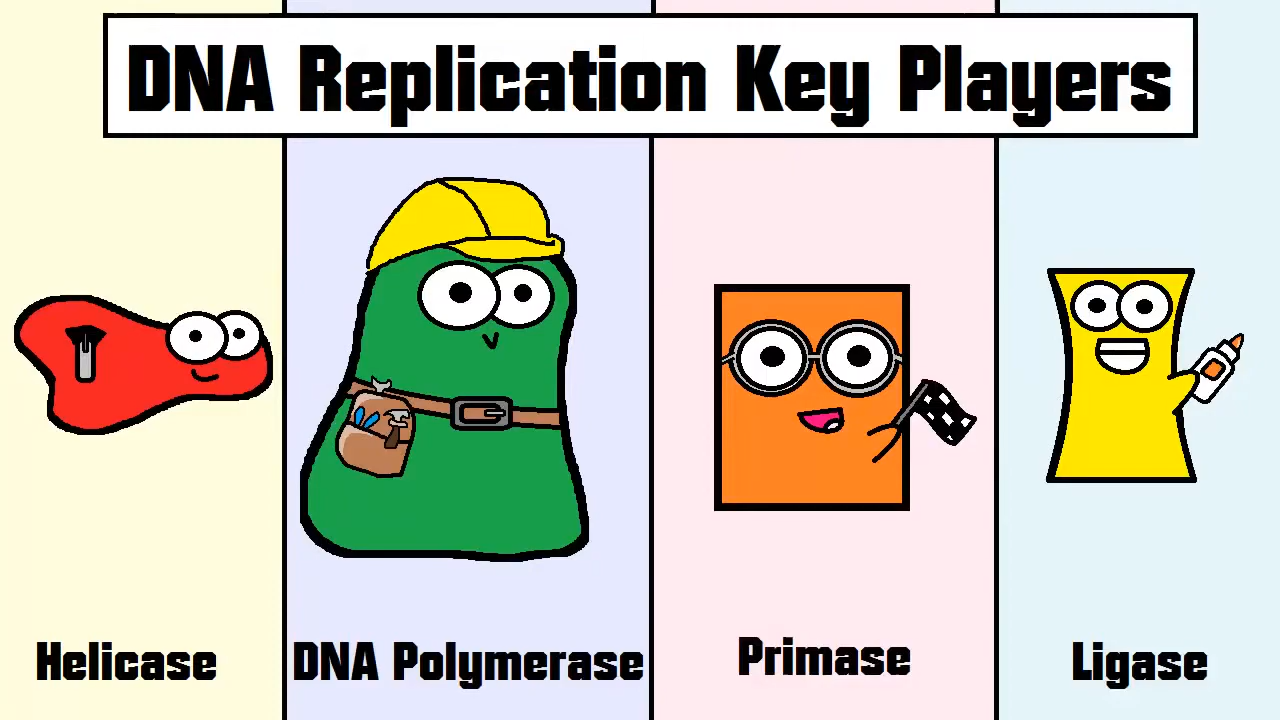 DNA Replication Key Players
Helicase
DNA Polymerase
Primase
Ligase